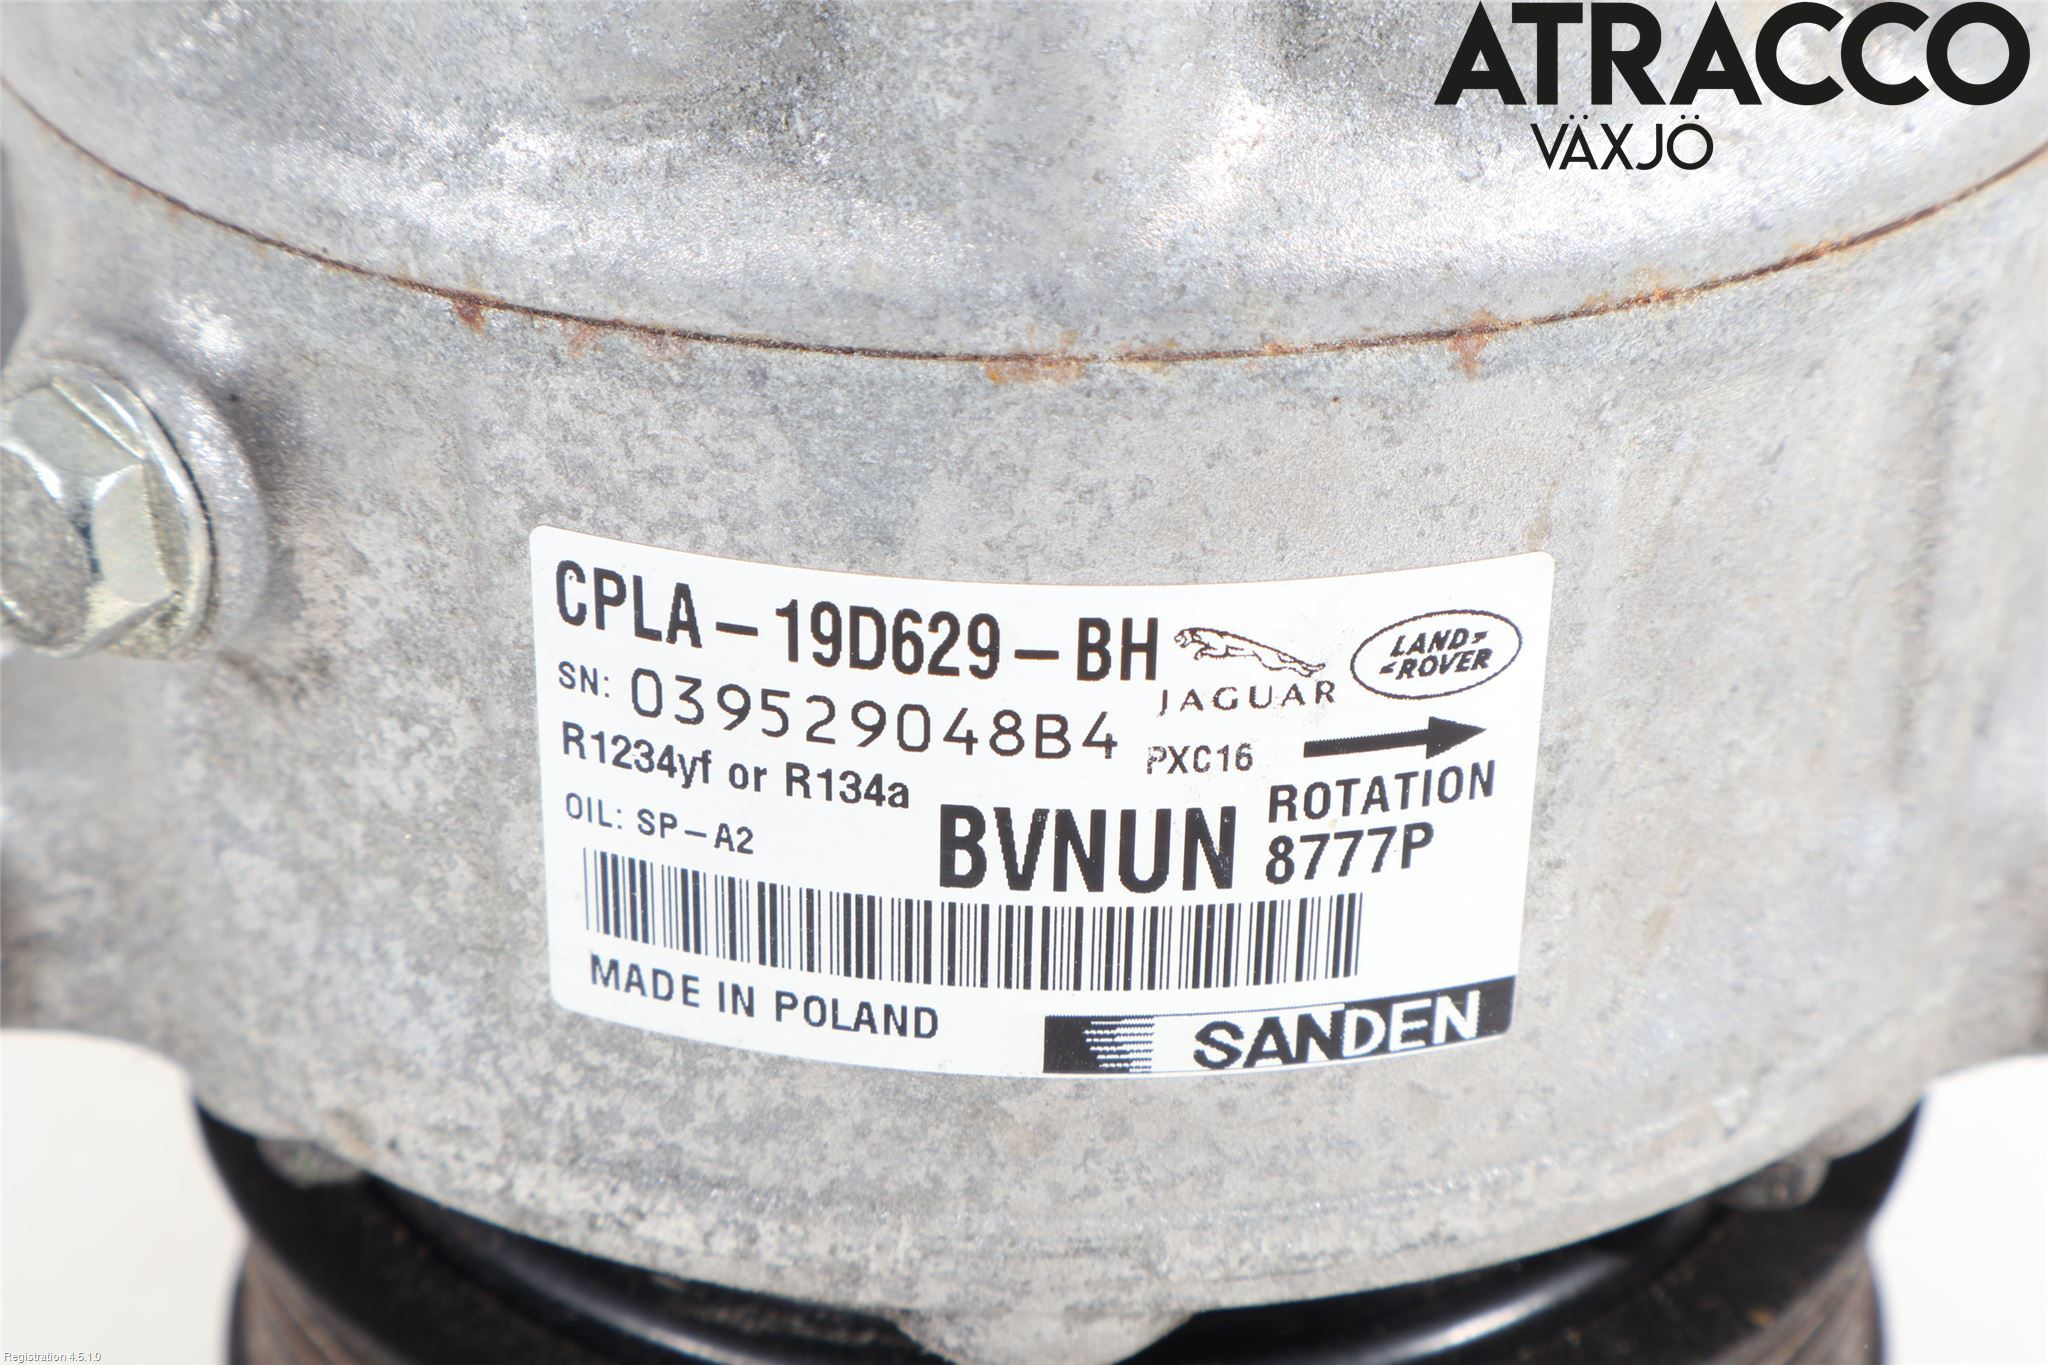 ATRACCO
VÄXJÖ
CPLA-19D629-BH
JAGUAR
LAND-
-ROVER
SN: 039529048B4
PXC16
R1234yf or R134a
ROTATION
OIL: SP-A2
BVNUN
8777P
MADE IN POLAND
SANDEN
Registration 4.5.1.0